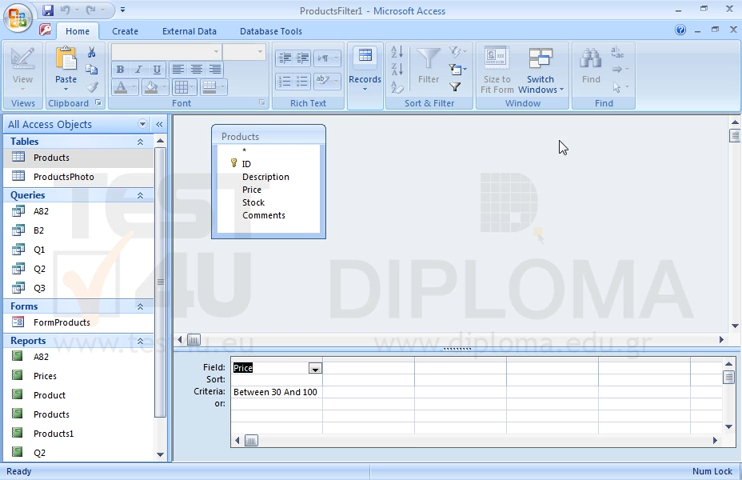 ProductsFilter1 - Microsoft Access
Home
Create
External Data
Database Tools
View
Views
Paste
Clipboard
B I U
A
Font
Rich Text
Records
Filter
Sort & Filter
Size to
Fit Form
Switch
Windows
Window
Find
Find
All Access Objects
Tables
Products
ProductsPhoto
Queries
A82
B2
Q1
Q2
Q3
Forms
FormProducts
Reports
A82
Prices
Product
Products
Products1
Q2
Products
*
ID
Description
Price
Stock
Comments
TEST
4U
www.test4u.eu
DIPLOMA
www.diploma.edu.gr
Field: Price
Sort:
Criteria: Between 30 And 100
or:
Ready
Num Lock